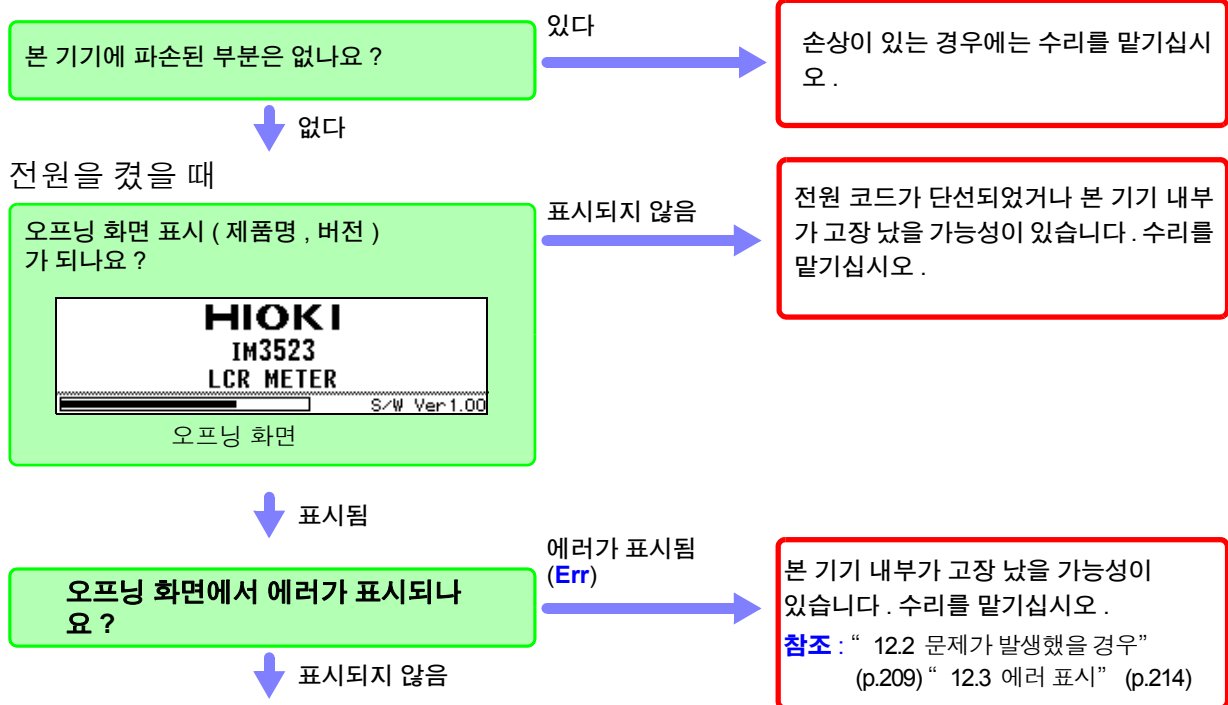 본 기기에 파손된 부분은 없나요 ?
있다
손상이 있는 경우에는 수리를 맡기십시
오 .
없다
전원을 켰을 때
오프닝 화면 표시 ( 제품명 , 버전 )
가 되나요 ?
HIOKI
IM3523
LCR METER
S/W Ver1.00
오프닝 화면
표시되지 않음
전원 코드가 단선되었거나 본 기기 내부
가 고장 났을 가능성이 있습니다 . 수리를
맡기십시오 .
표시됨
오프닝 화면에서 에러가 표시되나
요 ?
에러가 표시됨
(Err)
본 기기 내부가 고장 났을 가능성이
있습니다 . 수리를 맡기십시오 .
참조 : “ 12.2 문제가 발생했을 경우”
(p.209) “ 12.3 에러 표시” (p.214)
표시되지 않음